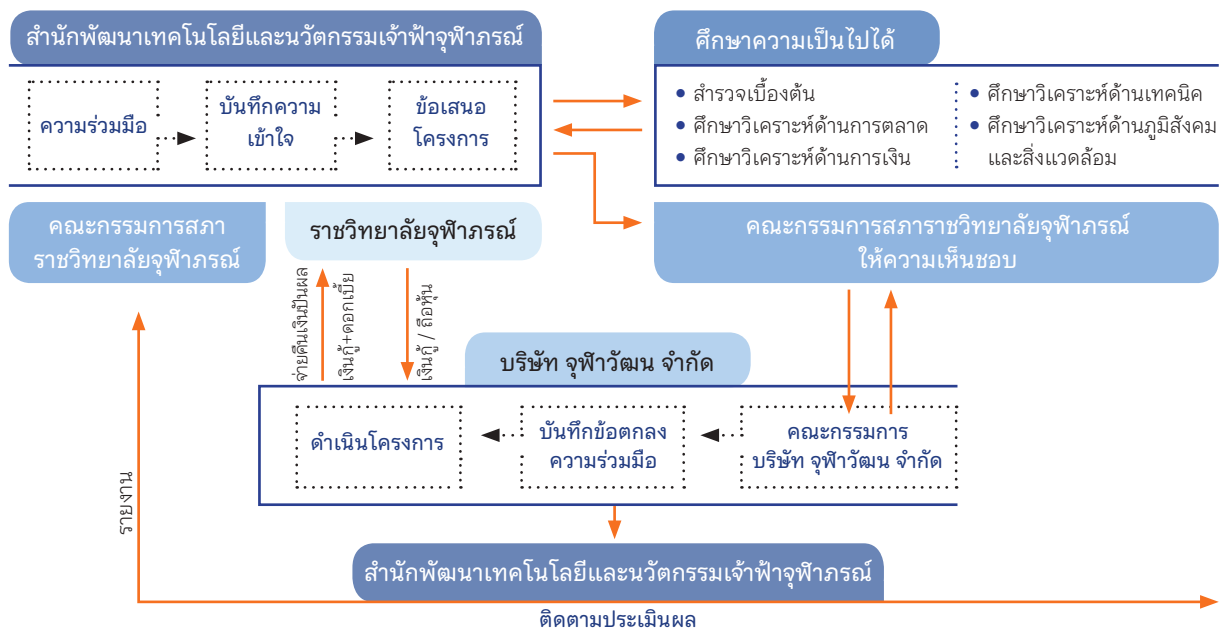 สำนักพัฒนาเทคโนโลยีและนวัตกรรมเจ้าฟ้าจุฬาภรณ์
ความร่วมมือ
บันทึกความ
เข้าใจ
ข้อเสนอ
โครงการ
ศึกษาความเป็นไปได้
• สำรวจเบื้องต้น
• ศึกษาวิเคราะห์ด้านการตลาด
• ศึกษาวิเคราะห์ด้านการเงิน
• ศึกษาวิเคราะห์ด้านเทคนิค
• ศึกษาวิเคราะห์ด้านภูมิสังคม
และสิ่งแวดล้อม
คณะกรรมการสภา
ราชวิทยาลัยจุฬาภรณ์
ราชวิทยาลัยจุฬาภรณ์
คณะกรรมการสภาราชวิทยาลัยจุฬาภรณ์
ให้ความเห็นชอบ
จ่ายคืนเงินปันผล
เงินกู้+ดอกเบี้ย
เงินกู้ / ถือหุ้น
บริษัท จุฬาวัฒน จำกัด
ดำเนินโครงการ
บันทึกข้อตกลง
ความร่วมมือ
คณะกรรมการ
บริษัท จุฬาวัฒน จำกัด
รายงาน
สำนักพัฒนาเทคโนโลยีและนวัตกรรมเจ้าฟ้าจุฬาภรณ์
ติดตามประเมินผล